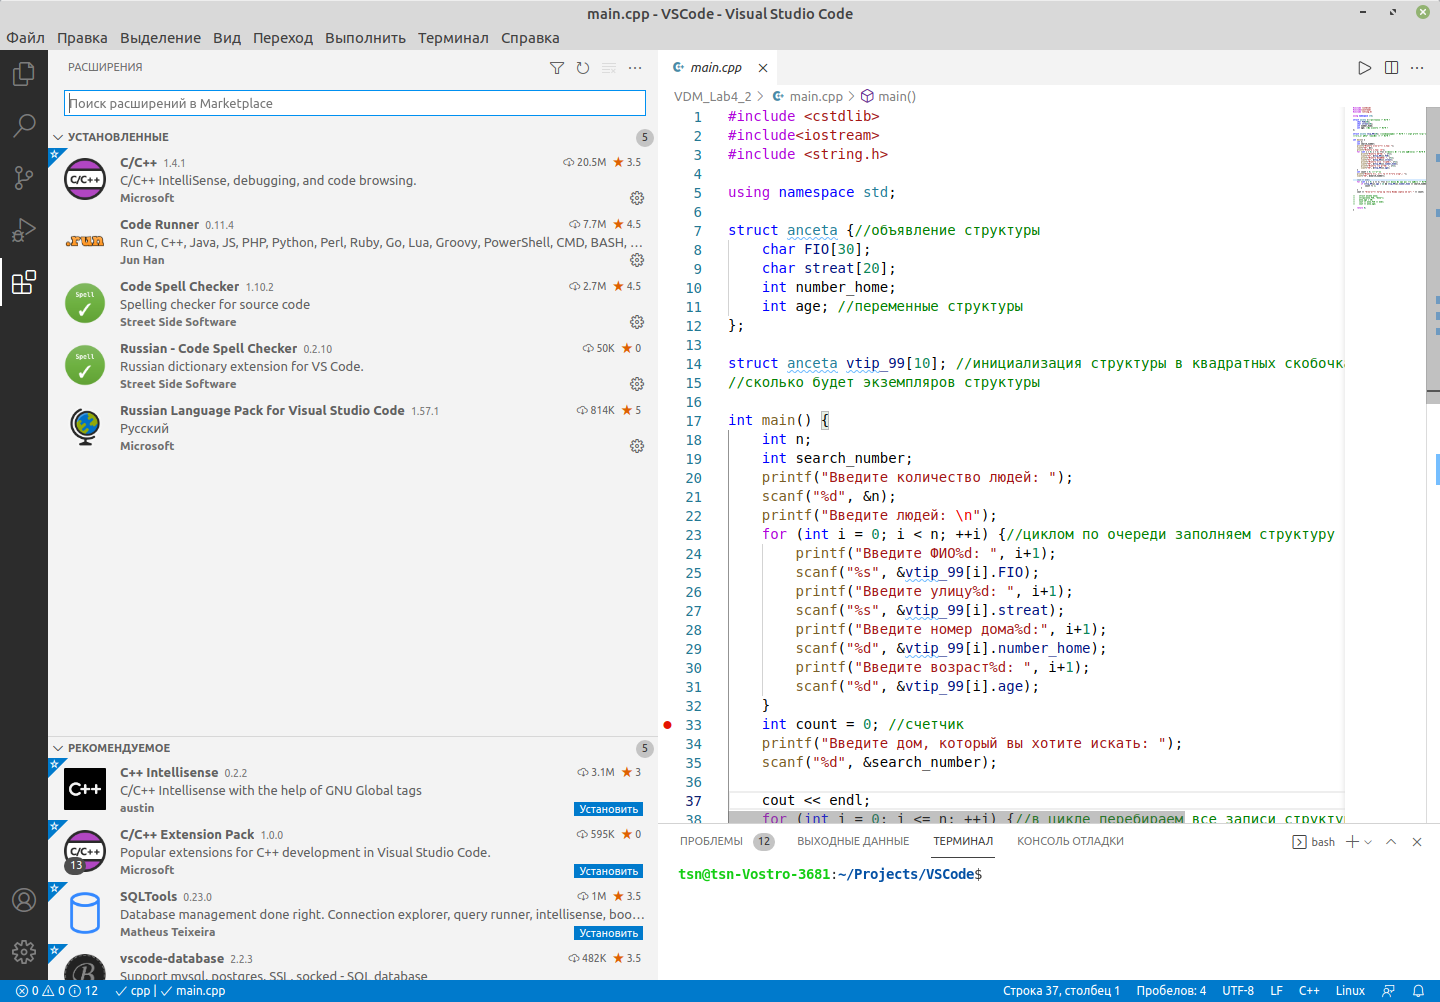 main.cpp - VSCode - Visual Studio Code
Файл Правка Выделение Вид Переход Выполнить Терминал Справка
РАСШИРЕНИЯ
Поиск расширений в Marketplace
УСТАНОВЛЕННЫЕ 5
C/C++ 1.4.1 20.5M 3.5
C/C++ IntelliSense, debugging, and code browsing.
Microsoft
Code Runner 0.11.4 7.7M 4.5
Run C, C++, Java, JS, PHP, Python, Perl, Ruby, Go, Lua, Groovy, PowerShell, CMD, BASH, ...
Jun Han
Code Spell Checker 1.10.2 2.7M 4.5
Spelling checker for source code
Street Side Software
Russian - Code Spell Checker 0.2.10 50K 0
Russian dictionary extension for VS Code.
Street Side Software
Russian Language Pack for Visual Studio Code 1.57.1 814K 5
Русский
Microsoft
C/C++
.run
Spell
Spell
РЕКОМЕНДУЕМОЕ 5
C++ Intellisense 0.2.2 3.1M 3
C/C++ Intellisense with the help of GNU Global tags
austin Установить
C/C++ Extension Pack 1.0.0 595K 0
Popular extensions for C++ development in Visual Studio Code.
Microsoft Установить
SQLTools 0.23.0 1M 3.5
Database management done right. Connection explorer, query runner, intellisense, boo...
Matheus Teixeira Установить
vscode-database 2.2.3 482K 3.5
Support mysql, postgres, SSL, socked - SQL database
C++
C/C++
13
B
main.cpp
VDM_Lab4_2 > main.cpp > main()
1 #include <cstdlib>
2 #include<iostream>
3 #include <string.h>
4
5 using namespace std;
6
7 struct anceta {//объявление структуры
8 char FIO[30];
9 char streat[20];
10 int number_home;
11 int age; //переменные структуры
12 };
13
14 struct anceta vtip_99[10]; //инициализация структуры в квадратных скобочка
15 //сколько будет экземпляров структуры
16
17 int main() {
18 int n;
19 int search_number;
20 printf("Введите количество людей: ");
21 scanf("%d", &n);
22 printf("Введите людей: \n");
23 for (int i = 0; i < n; ++i) {//циклом по очереди заполняем структуру
24 printf("Введите ФИО%d: ", i+1);
25 scanf("%s", &vtip_99[i].FIO);
26 printf("Введите улицу%d: ", i+1);
27 scanf("%s", &vtip_99[i].streat);
28 printf("Введите номер дома%d:", i+1);
29 scanf("%d", &vtip_99[i].number_home);
30 printf("Введите возраст%d: ", i+1);
31 scanf("%d", &vtip_99[i].age);
32 }
33 int count = 0; //счетчик
34 printf("Введите дом, который вы хотите искать: ");
35 scanf("%d", &search_number);
36
37 cout << endl;
38 for (int i = 0; i <= n; ++i) {//в цикле перебираем все записи структур
ПРОБЛЕМЫ 12 ВЫХОДНЫЕ ДАННЫЕ ТЕРМИНАЛ КОНСОЛЬ ОТЛАДКИ bash
tsn@tsn-Vostro-3681:~/Projects/VSCode$
0 0 12 cpp | main.cpp Строка 37, столбец 1 Пробелов: 4 UTF-8 LF C++ Linux